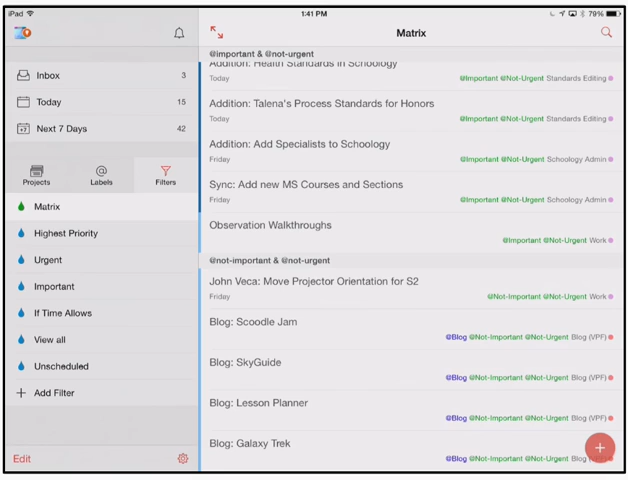 iPad 1:41 PM 79%
Matrix
Inbox 3
Today 15
+7 Next 7 Days 42
Projects Labels Filters
Matrix
Highest Priority
Urgent
Important
If Time Allows
View all
Unscheduled
Add Filter
Edit
@important & @not-urgent
Addition: Health Standards in Schoology
Today @Important @Not-Urgent Standards Editing
Addition: Talena's Process Standards for Honors
Today @Important @Not-Urgent Standards Editing
Addition: Add Specialists to Schoology
Friday @Important @Not-Urgent Schoology Admin
Sync: Add new MS Courses and Sections
Friday @Important @Not-Urgent Schoology Admin
Observation Walkthroughs
@Important @Not-Urgent Work
@not-important & @not-urgent
John Veca: Move Projector Orientation for S2
Friday @Not-Important @Not-Urgent Work
Blog: Scoodle Jam
@Blog @Not-Important @Not-Urgent Blog (VPF)
Blog: SkyGuide
@Blog @Not-Important @Not-Urgent Blog (VPF)
Blog: Lesson Planner
@Blog @Not-Important @Not-Urgent Blog (VPF)
Blog: Galaxy Trek
@Blog @Not-Important @Not-Urgent Blog